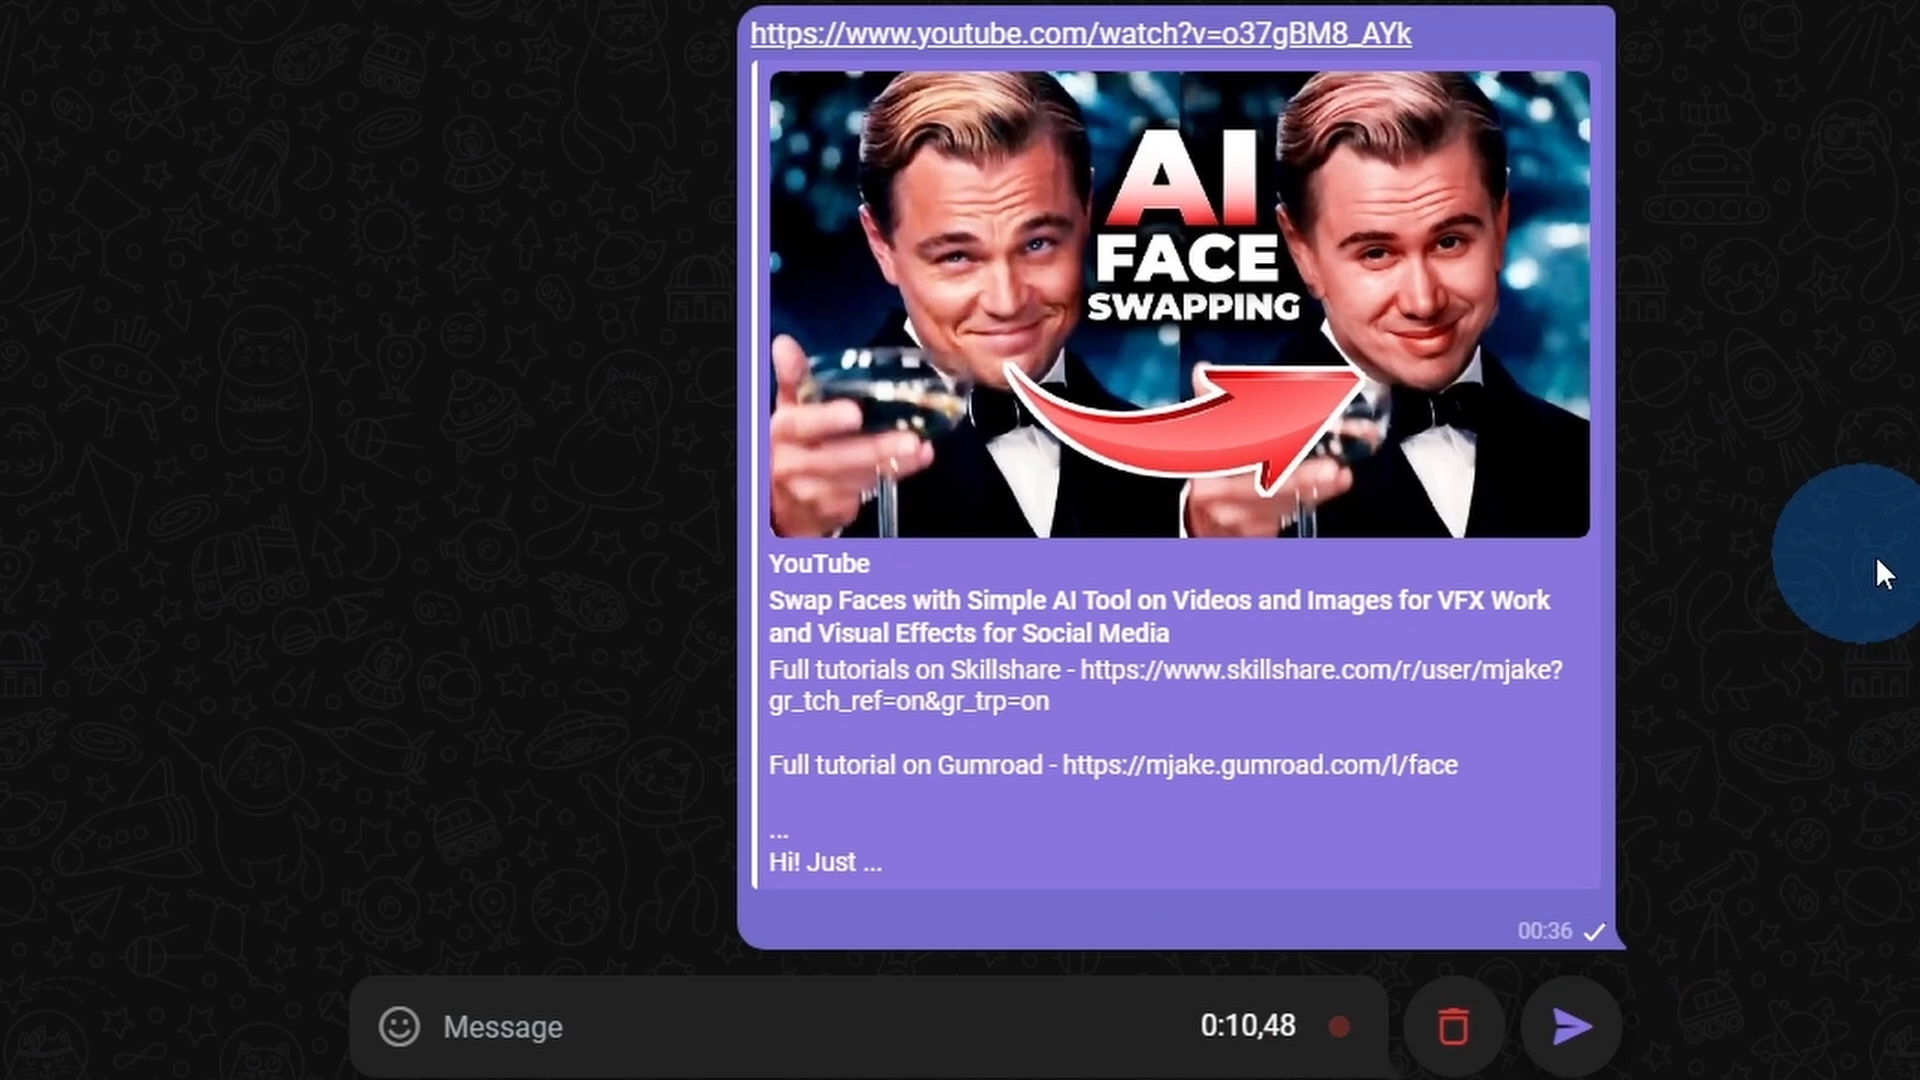 https://www.youtube.com/watch?v=o37gBM8_AYk
AI
FACE
SWAPPING
YouTube
Swap Faces with Simple AI Tool on Videos and Images for VFX Work
and Visual Effects for Social Media
Full tutorials on Skillshare - https://www.skillshare.com/r/user/mjake?
gr_tch_ref=on&gr_trp=on
Full tutorial on Gumroad - https://mjake.gumroad.com/l/face
...
Hi! Just ...
00:36
Message
0:10,48